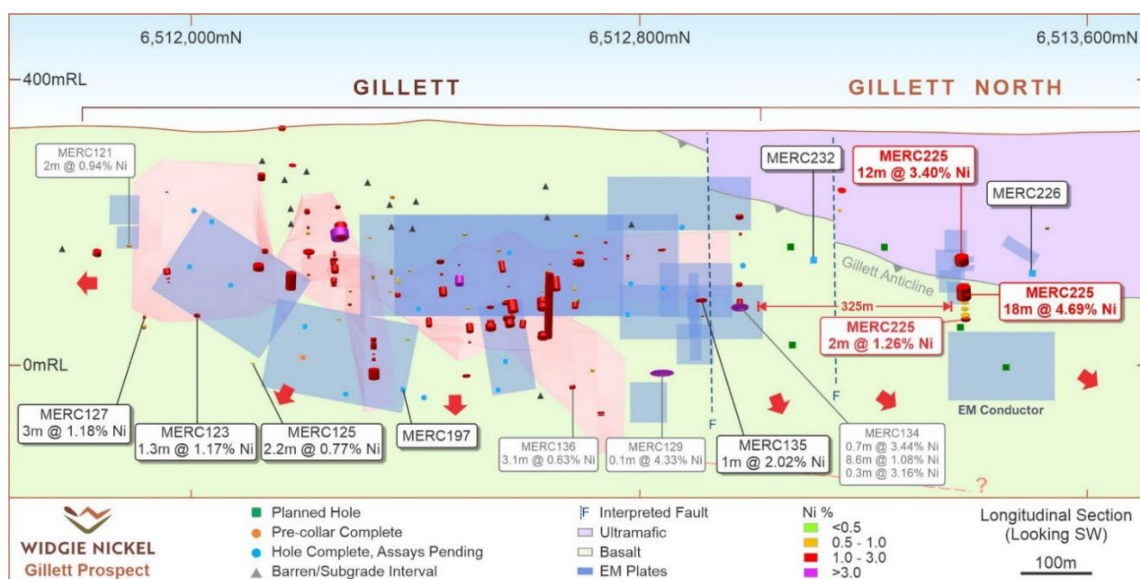 6,512,000mN
6,512,800mN
6,513,600mN
400mRL
GILLETT
GILLETT NORTH
MERC121
2m @ 0.94% Ni
MERC232
MERC225
12m @ 3.40% Ni
MERC226
Gillett Anticline
325m
MERC225
18m @ 4.69% Ni
MERC225
2m @ 1.26% Ni
0mRL
F
F
EM Conductor
MERC127
3m @ 1.18% Ni
MERC123
1.3m @ 1.17% Ni
MERC125
2.2m @ 0.77% Ni
MERC197
MERC136
3.1m @ 0.63% Ni
MERC129
0.1m @ 4.33% Ni
MERC135
1m @ 2.02% Ni
MERC134
0.7m @ 3.44% Ni
8.6m @ 1.08% Ni
0.3m @ 3.16% Ni
?
WIDGIE NICKEL
Gillett Prospect
Planned Hole
Pre-collar Complete
Hole Complete, Assays Pending
Barren/Subgrade Interval
F Interpreted Fault
Ultramafic
Basalt
EM Plates
Ni %
<0.5
0.5 - 1.0
1.0 - 3.0
>3.0
Longitudinal Section
(Looking SW)
100m